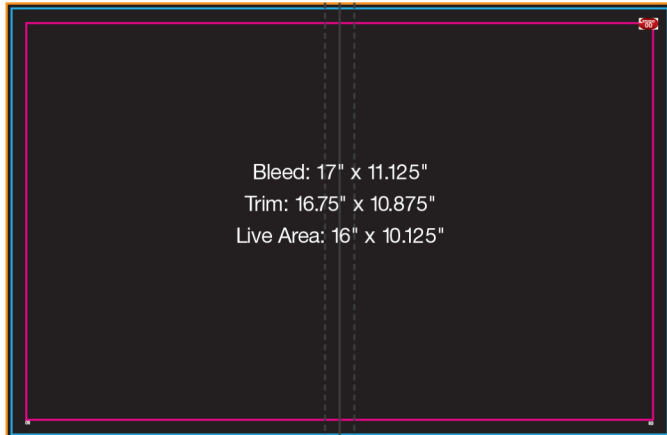 Bleed: 17" x 11.125"
Trim: 16.75" x 10.875"
Live Area: 16" x 10.125"